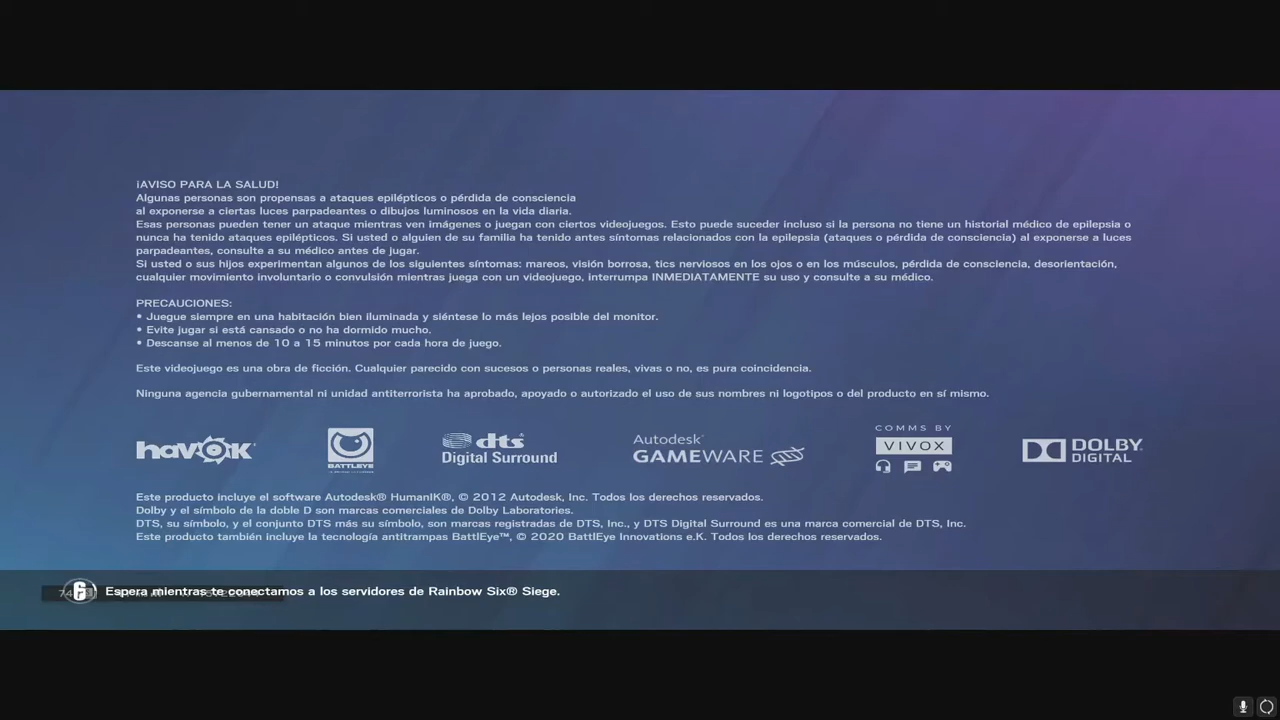 ¡AVISO PARA LA SALUD!
Algunas personas son propensas a ataques epilépticos o pérdida de consciencia
al exponerse a ciertas luces parpadeantes o dibujos luminosos en la vida diaria.
Esas personas pueden tener un ataque mientras ven imágenes o juegan con ciertos videojuegos. Esto puede suceder incluso si la persona no tiene un historial médico de epilepsia o
nunca ha tenido ataques epilépticos. Si usted o alguien de su familia ha tenido antes síntomas relacionados con la epilepsia (ataques o pérdida de consciencia) al exponerse a luces
parpadeantes, consulte a su médico antes de jugar.
Si usted o sus hijos experimentan algunos de los siguientes síntomas: mareos, visión borrosa, tics nerviosos en los ojos o en los músculos, pérdida de consciencia, desorientación,
cualquier movimiento involuntario o convulsión mientras juega con un videojuego, interrumpa INMEDIATAMENTE su uso y consulte a su médico.
PRECAUCIONES:
• Juegue siempre en una habitación bien iluminada y siéntese lo más lejos posible del monitor.
• Evite jugar si está cansado o no ha dormido mucho.
• Descanse al menos de 10 a 15 minutos por cada hora de juego.
Este videojuego es una obra de ficción. Cualquier parecido con sucesos o personas reales, vivas o no, es pura coincidencia.
Ninguna agencia gubernamental ni unidad antiterrorista ha aprobado, apoyado o autorizado el uso de sus nombres ni logotipos o del producto en sí mismo.
havok
BATTLEYE
dts
Digital Surround
Autodesk®
GAMEWARE
COMMS BY
VIVOX
DOLBY
DIGITAL
Este producto incluye el software Autodesk® HumanIK®, © 2012 Autodesk, Inc. Todos los derechos reservados.
Dolby y el símbolo de la doble D son marcas comerciales de Dolby Laboratories.
DTS, su símbolo, y el conjunto DTS más su símbolo, son marcas registradas de DTS, Inc., y DTS Digital Surround es una marca comercial de DTS, Inc.
Este producto también incluye la tecnología antitrampas BattlEye™, © 2020 BattlEye Innovations e.K. Todos los derechos reservados.
6 Espera mientras te conectamos a los servidores de Rainbow Six® Siege.